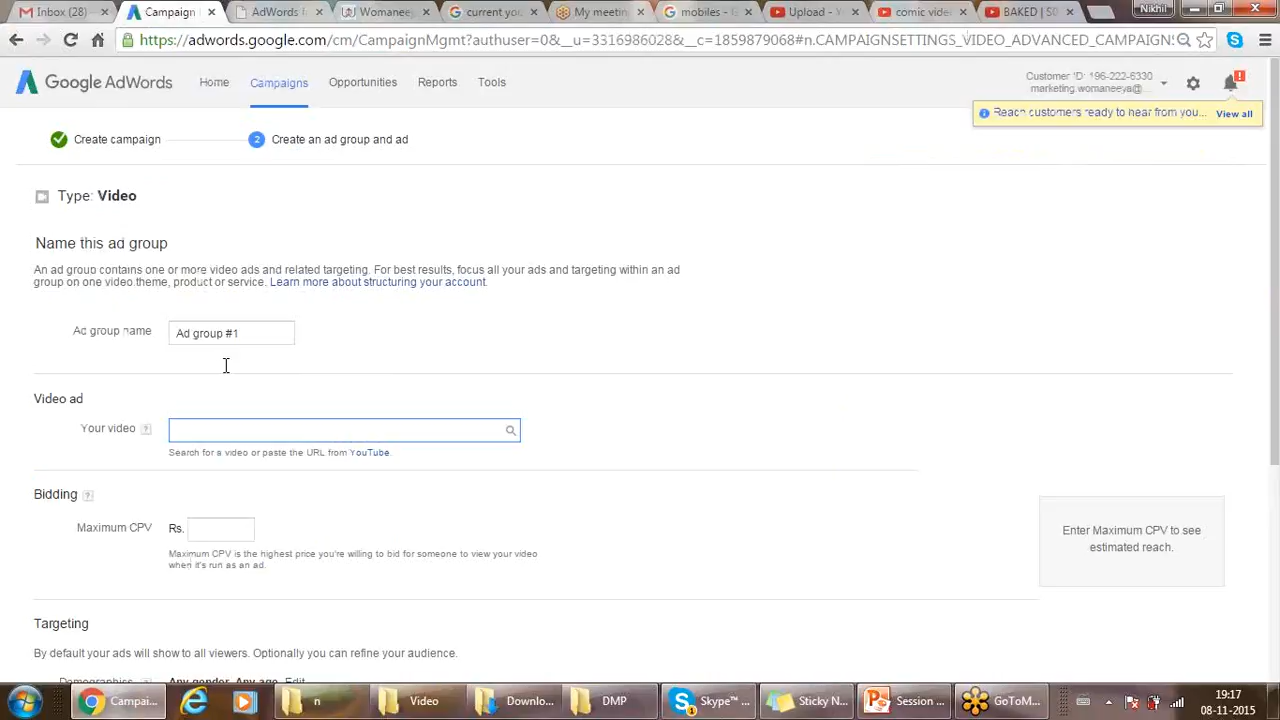 Inbox (28)
Campaign
AdWords
Womaneey
current you
My meetin
mobiles - G
Upload - Y
comic vide
BAKED | S0
Nikhil
https://adwords.google.com/cm/CampaignMgmt?authuser=0&__u=3316986028&__c=1859879068#n.CAMPAIGNSETTINGS_VIDEO_ADVANCED_CAMPAIGNS
Google AdWords
Home
Campaigns
Opportunities
Reports
Tools
Customer ID: 196-222-6330
marketing.womaneeya@...
Reach customers ready to hear from you... View all
Create campaign
2 Create an ad group and ad
Type: Video
Name this ad group
An ad group contains one or more video ads and related targeting. For best results, focus all your ads and targeting within an ad
group on one video theme, product or service. Learn more about structuring your account.
Ad group name
Ad group #1
Video ad
Your video ?
Search for a video or paste the URL from YouTube.
Bidding ?
Maximum CPV Rs.
Maximum CPV is the highest price you're willing to bid for someone to view your video
when it's run as an ad.
Enter Maximum CPV to see
estimated reach.
Targeting
By default your ads will show to all viewers. Optionally you can refine your audience.
Demographics ? Any gender, Any age Edit
Campai...
n
Video
Downlo...
DMP
Skype™ ...
Sticky N...
Session ...
GoToM...
19:17
08-11-2015